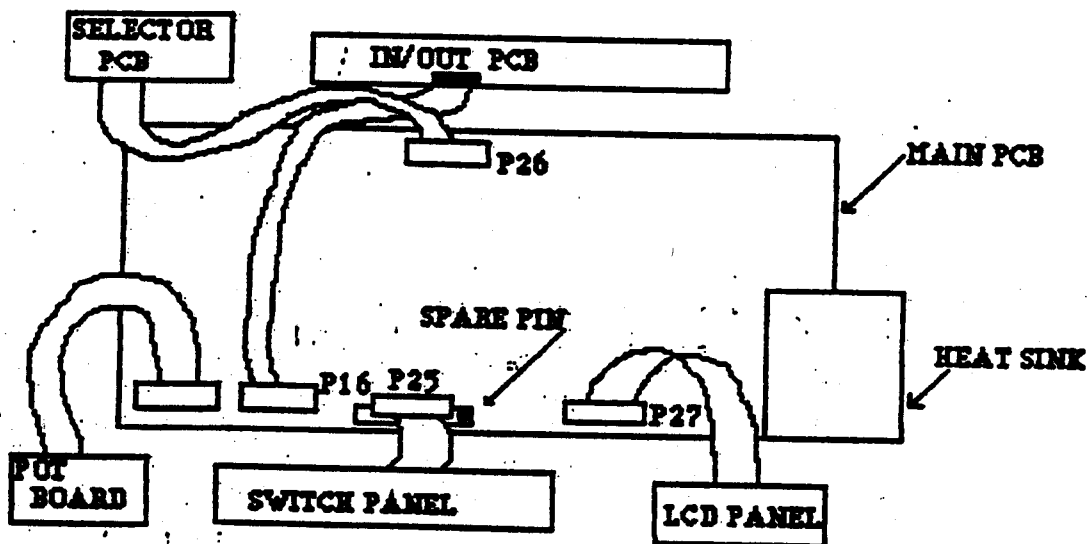 SELECTOR
PCB
IN/OUT PCB
P26
MAIN PCB
SPARE PIN
HEAT SINK
P16
P25
P27
POT
BOARD
SWITCH PANEL
LCD PANEL